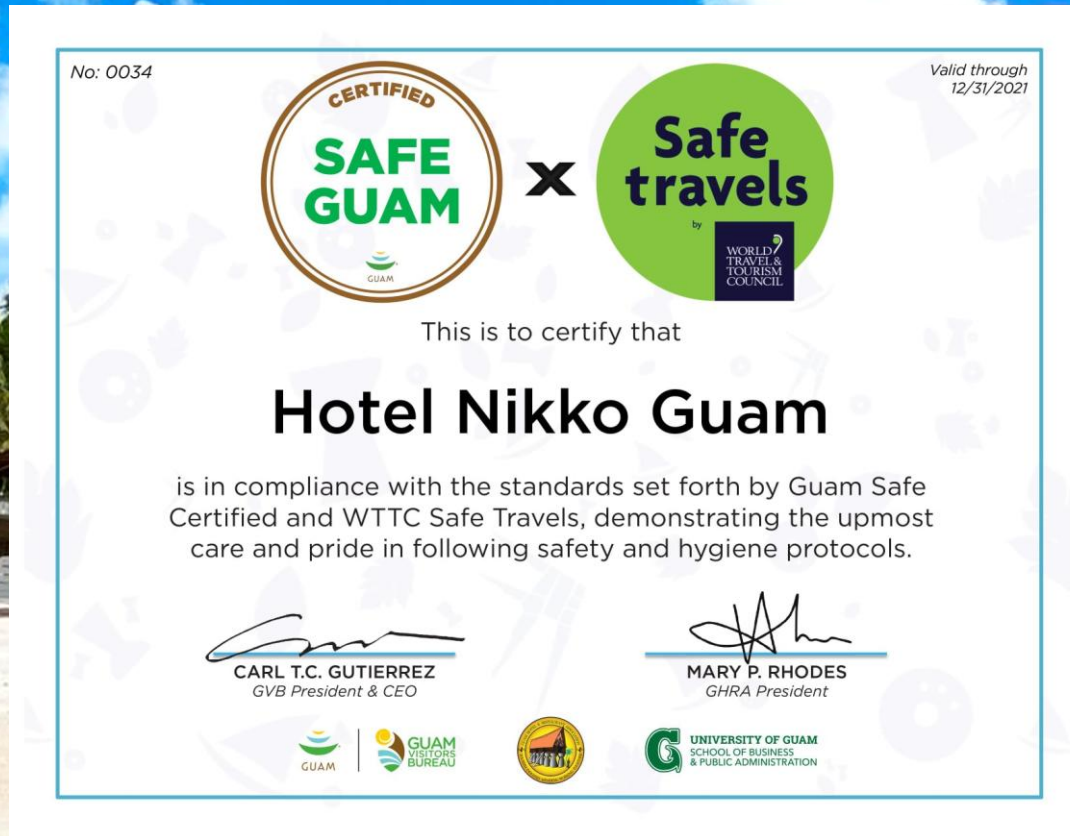 No: 0034
Valid through
12/31/2021
CERTIFIED
SAFE
GUAM
GUAM
X
Safe
travels
by
WORLD
TRAVEL &
TOURISM
COUNCIL
This is to certify that
Hotel Nikko Guam
is in compliance with the standards set forth by Guam Safe
Certified and WTTC Safe Travels, demonstrating the upmost
care and pride in following safety and hygiene protocols.
CARL T.C. GUTIERREZ
GVB President & CEO
MARY P. RHODES
GHRA President
GUAM
GUAM
VISITORS
BUREAU
G
UNIVERSITY OF GUAM
SCHOOL OF BUSINESS
& PUBLIC ADMINISTRATION